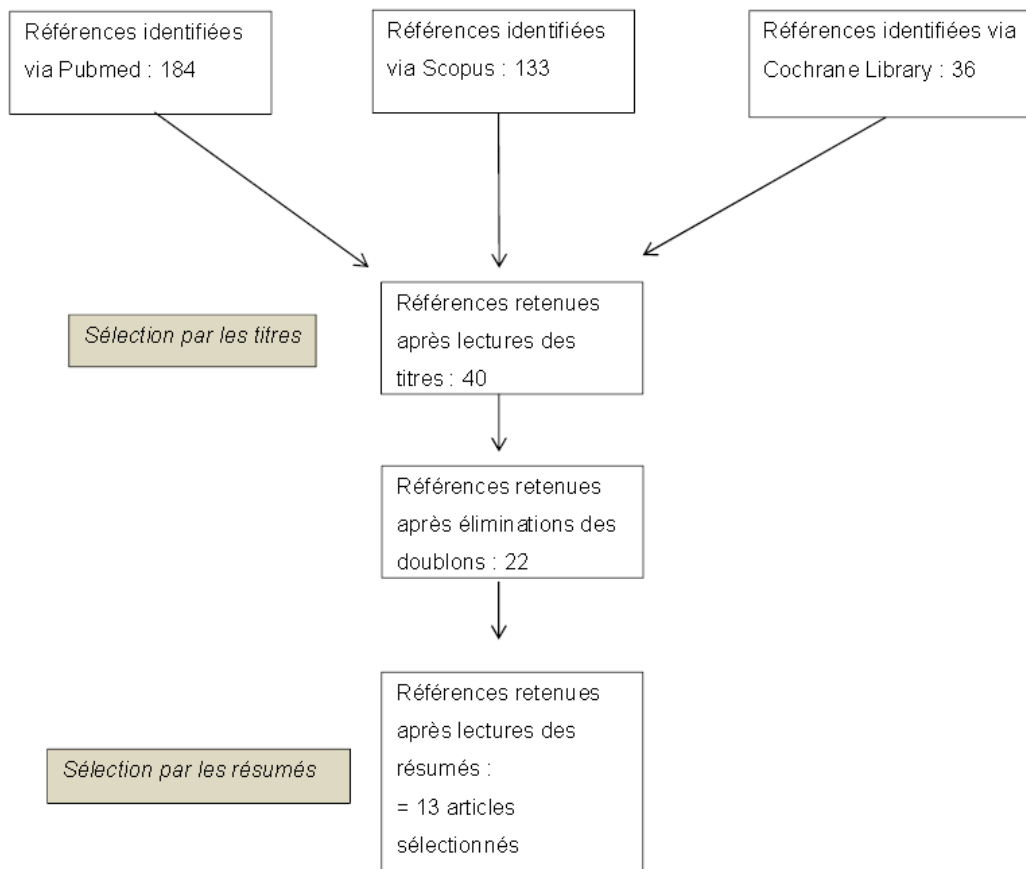 Références identifiées
via Pubmed : 184
Références identifiées
via Scopus : 133
Références identifiées via
Cochrane Library : 36
Sélection par les titres
Références retenues
après lectures des
titres : 40
Références retenues
après éliminations des
doublons : 22
Références retenues
après lectures des
résumés :
= 13 articles
sélectionnés
Sélection par les résumés